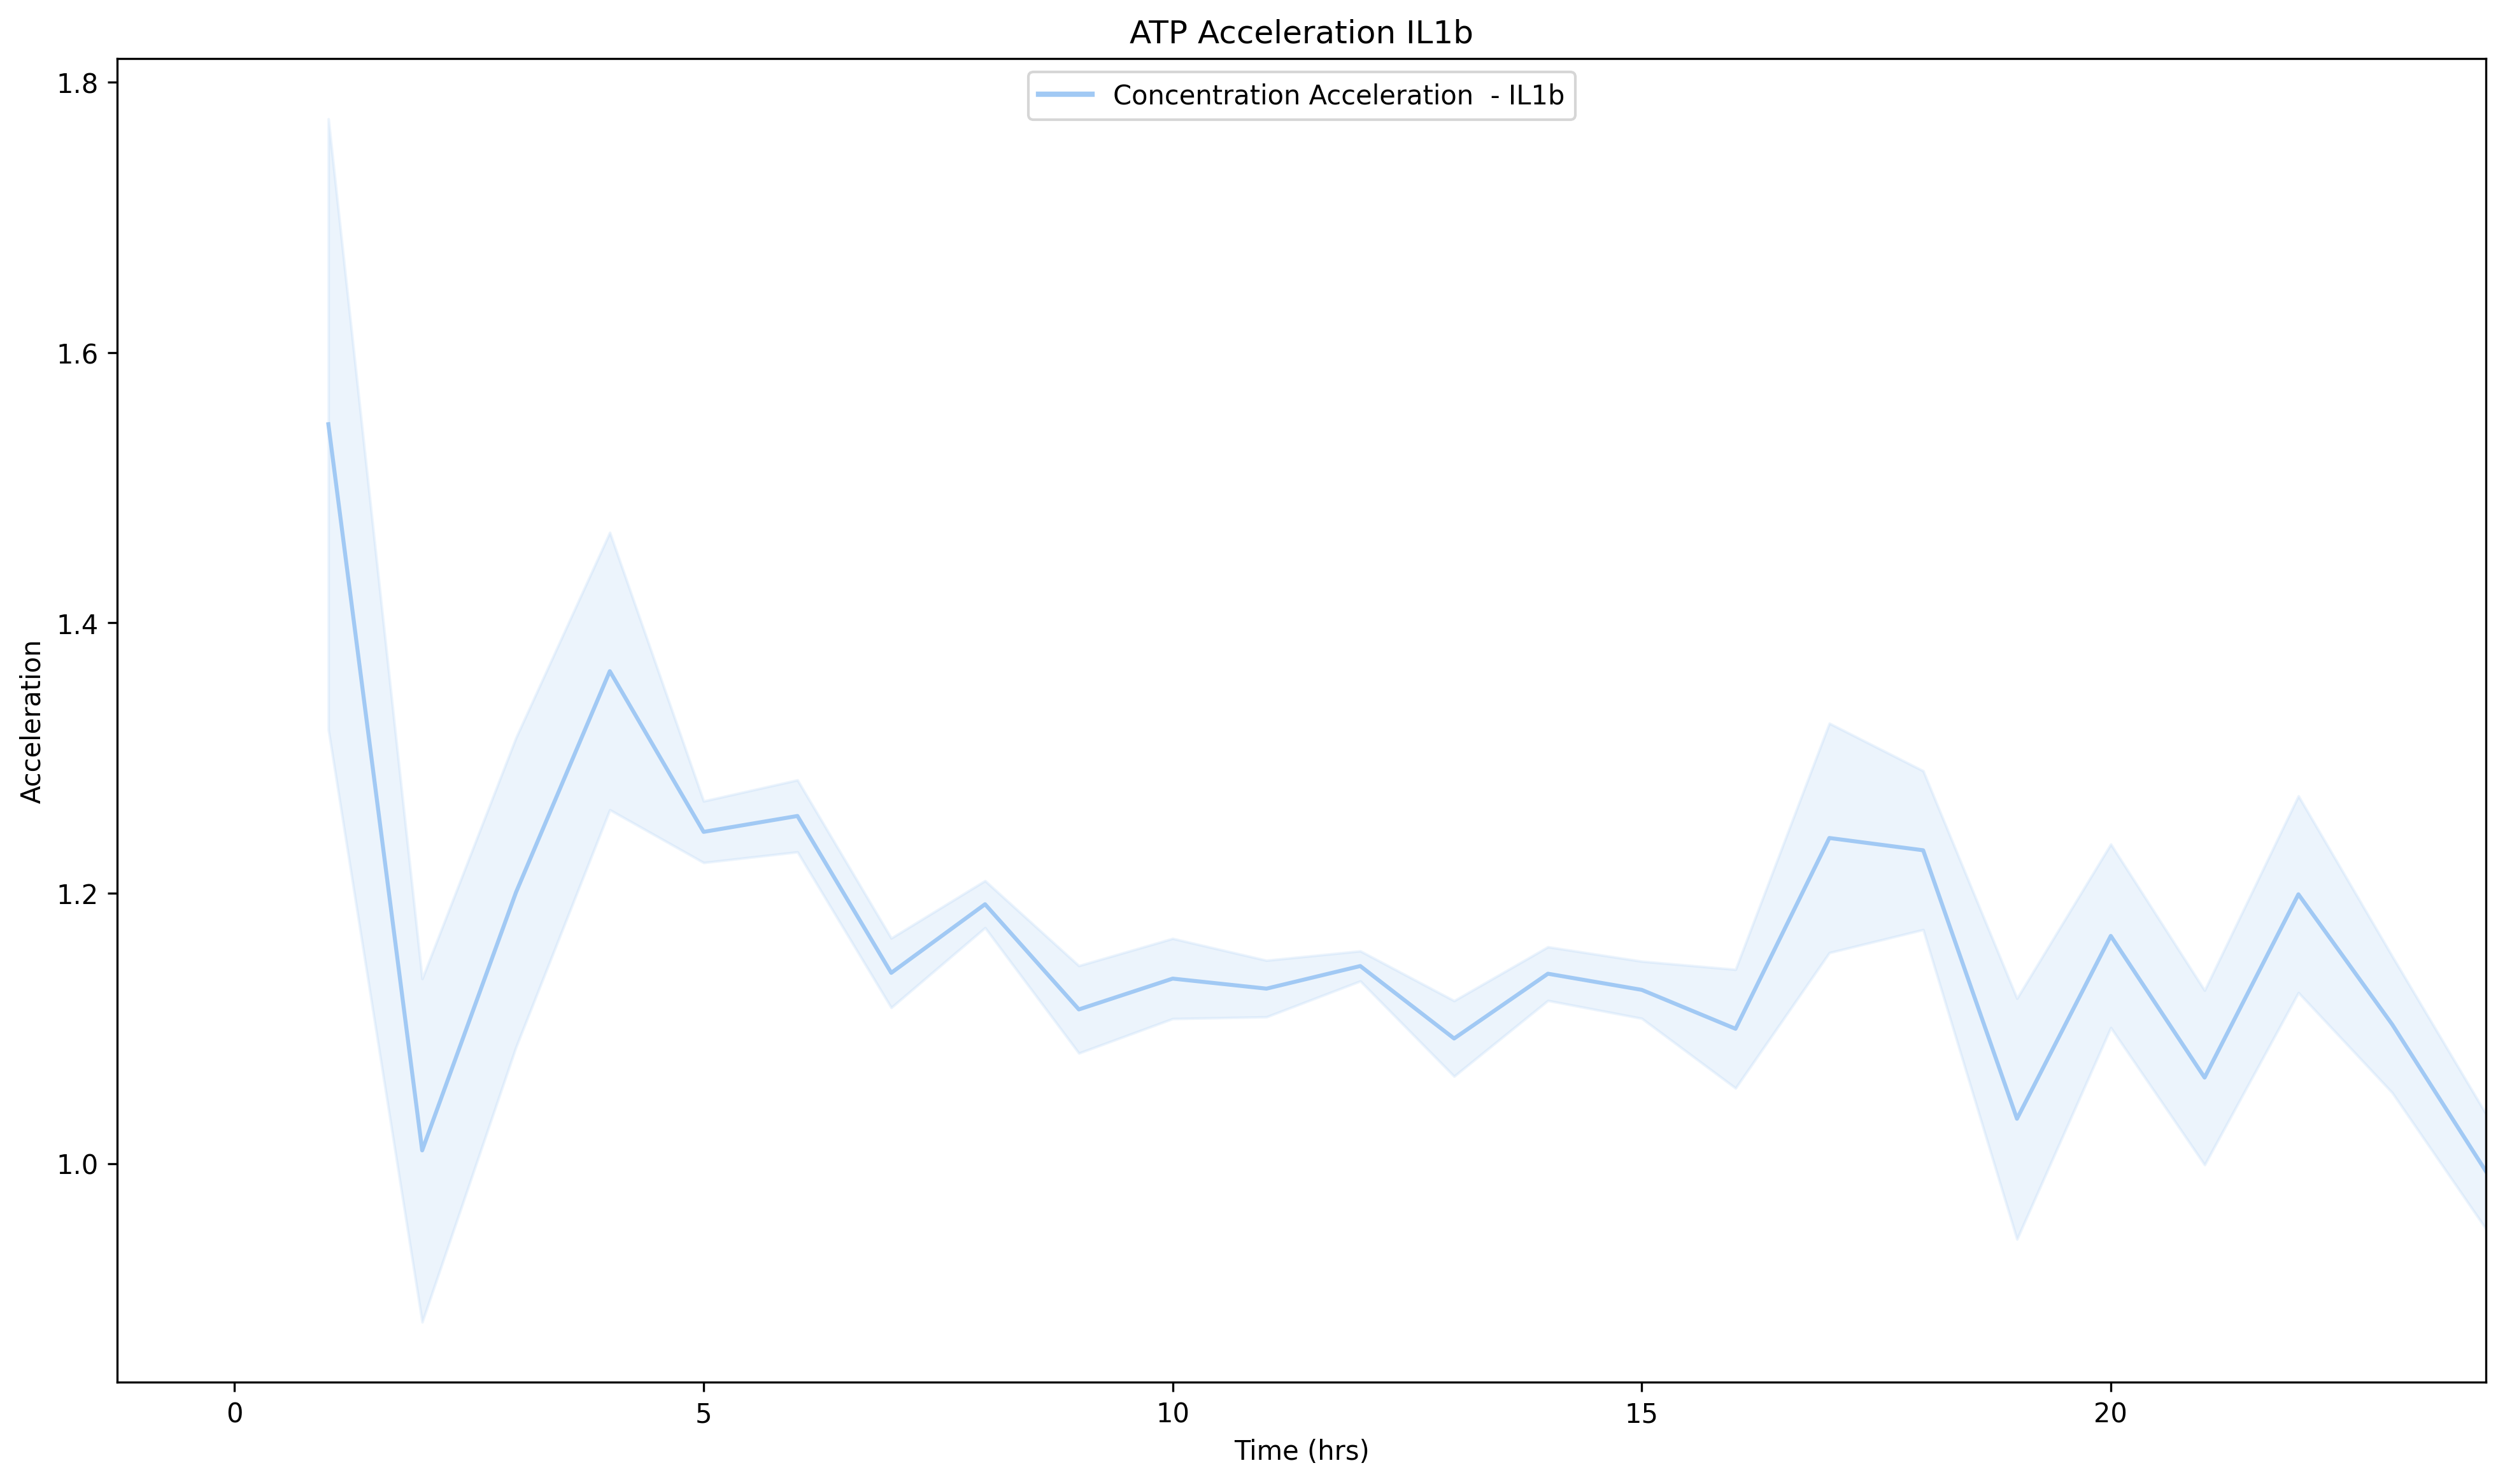 ATP Acceleration IL1b
Concentration Acceleration  - IL1b
1.8
1.6
1.4
1.2
1.0
Acceleration
0 5 10 15 20
Time (hrs)